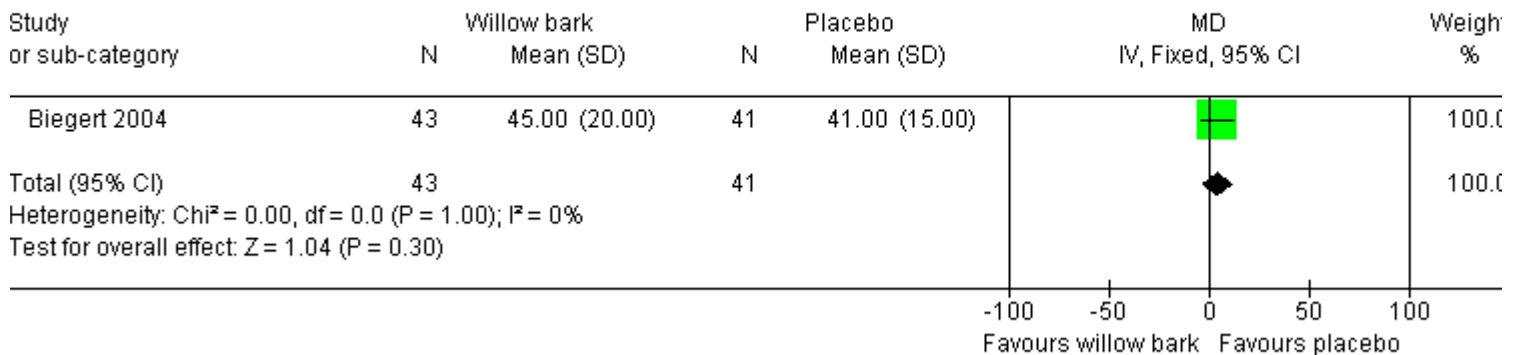 Study Willow bark Placebo MD Weigh
or sub-category N Mean (SD) N Mean (SD) IV, Fixed, 95% CI %
Biegert 2004 43 45.00 (20.00) 41 41.00 (15.00) 100.0
Total (95% CI) 43 41 100.0
Heterogeneity: Chi² = 0.00, df = 0.0 (P = 1.00); I² = 0%
Test for overall effect: Z = 1.04 (P = 0.30)
-100 -50 0 50 100
Favours willow bark Favours placebo